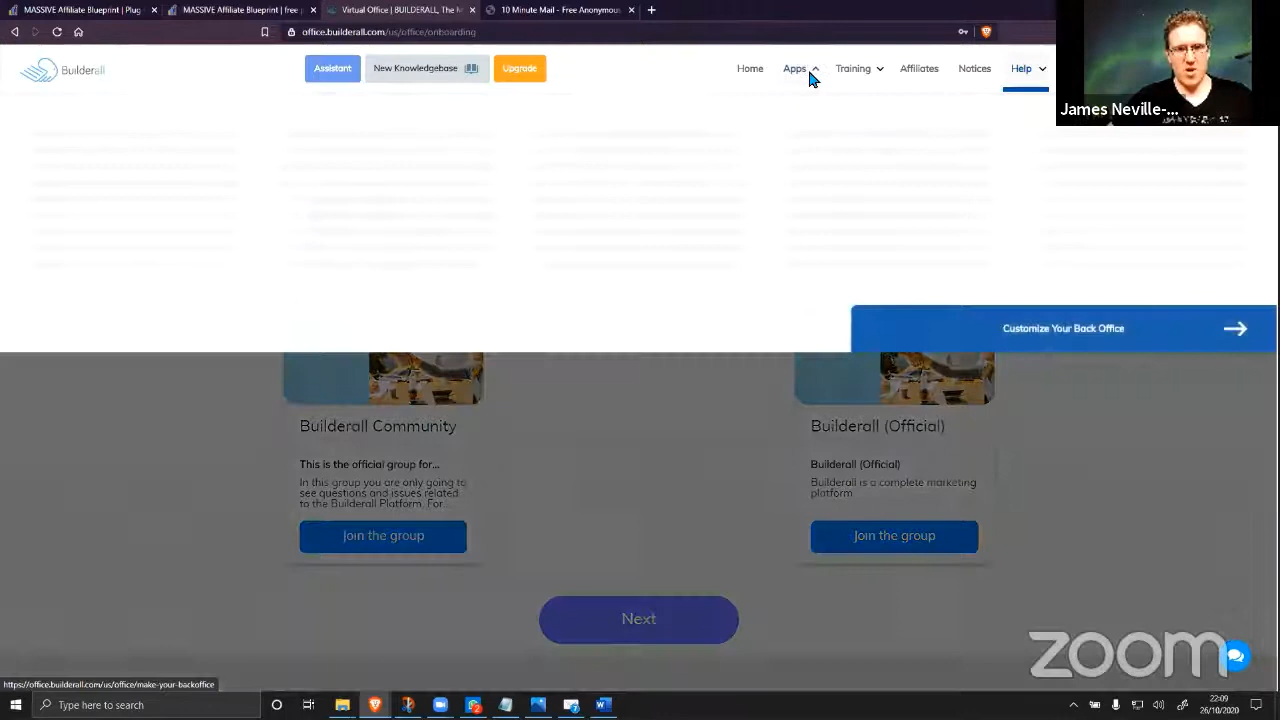 MASSIVE Affiliate Blueprint | Plug
MASSIVE Affiliate Blueprint | free
Virtual Office | BUILDERALL, The M
10 Minute Mail - Free Anonymous
office.builderall.com/us/office/onboarding
Builderall
Assistant
New Knowledgebase
Upgrade
Home
Apps
Training
Affiliates
Notices
Help
James Neville-...
Customize Your Back Office
Builderall Community
This is the official group for...
In this group you are only going to
see questions and issues related
to the Builderall Platform. For...
Join the group
Builderall (Official)
Builderall (Official)
Builderall is a complete marketing
platform
Join the group
Next
zoom
https://office.builderall.com/us/office/make-your-backoffice
Type here to search
22:09
26/10/2020